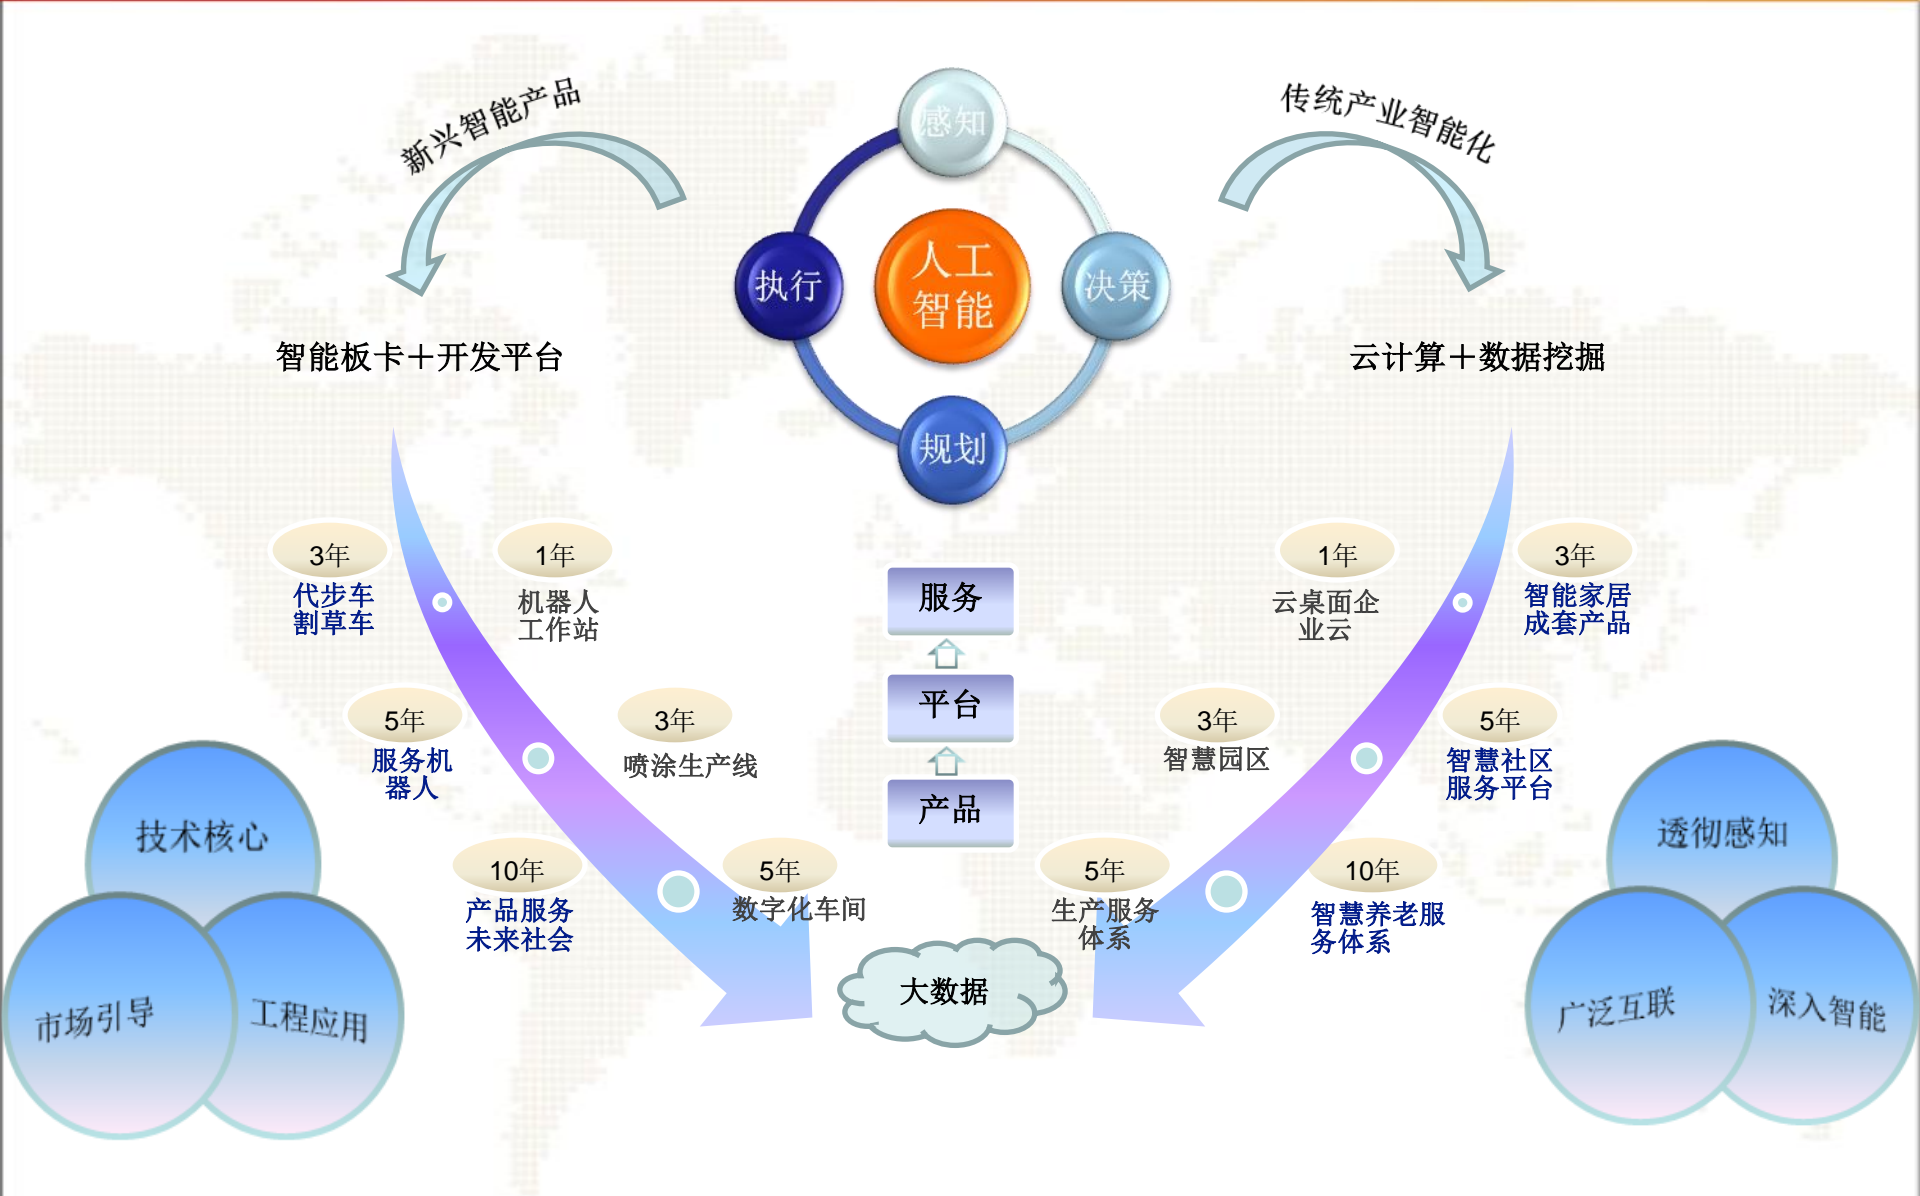 新兴智能产品
传统产业智能化
感知
执行
人工
智能
决策
规划
智能板卡＋开发平台
云计算＋数据挖掘
3年
代步车
割草车
1年
机器人
工作站
5年
服务机
器人
3年
喷涂生产线
10年
产品服务
未来社会
5年
数字化车间
服务
平台
产品
大数据
1年
云桌面企
业云
3年
智能家居
成套产品
3年
智慧园区
5年
智慧社区
服务平台
5年
生产服务
体系
10年
智慧养老服
务体系
技术核心
市场引导
工程应用
透彻感知
广泛互联
深入智能